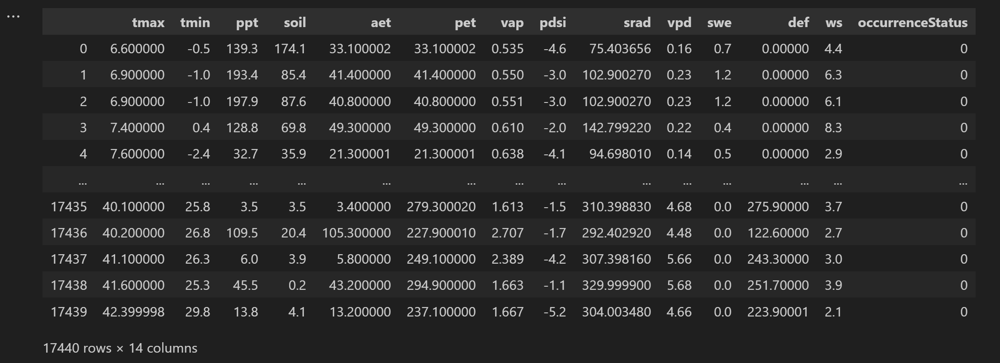 ...
tmax tmin ppt soil aet pet vap pdsi srad vpd swe def ws occurrenceStatus
0 6.600000 -0.5 139.3 174.1 33.100002 33.100002 0.535 -4.6 75.403656 0.16 0.7 0.00000 4.4 0
1 6.900000 -1.0 193.4 85.4 41.400000 41.400000 0.550 -3.0 102.900270 0.23 1.2 0.00000 6.3 0
2 6.900000 -1.0 197.9 87.6 40.800000 40.800000 0.551 -3.0 102.900270 0.23 1.2 0.00000 6.1 0
3 7.400000 0.4 128.8 69.8 49.300000 49.300000 0.610 -2.0 142.799220 0.22 0.4 0.00000 8.3 0
4 7.600000 -2.4 32.7 35.9 21.300001 21.300001 0.638 -4.1 94.698010 0.14 0.5 0.00000 2.9 0
... ... ... ... ... ... ... ... ... ... ... ... ... ... ...
17435 40.100000 25.8 3.5 3.5 3.400000 279.300020 1.613 -1.5 310.398830 4.68 0.0 275.90000 3.7 0
17436 40.200000 26.8 109.5 20.4 105.300000 227.900010 2.707 -1.7 292.402920 4.48 0.0 122.60000 2.7 0
17437 41.100000 26.3 6.0 3.9 5.800000 249.100000 2.389 -4.2 307.398160 5.66 0.0 243.30000 3.0 0
17438 41.600000 25.3 45.5 0.2 43.200000 294.900000 1.663 -1.1 329.999900 5.68 0.0 251.70000 3.9 0
17439 42.399998 29.8 13.8 4.1 13.200000 237.100000 1.667 -5.2 304.003480 4.66 0.0 223.90001 2.1 0
17440 rows × 14 columns